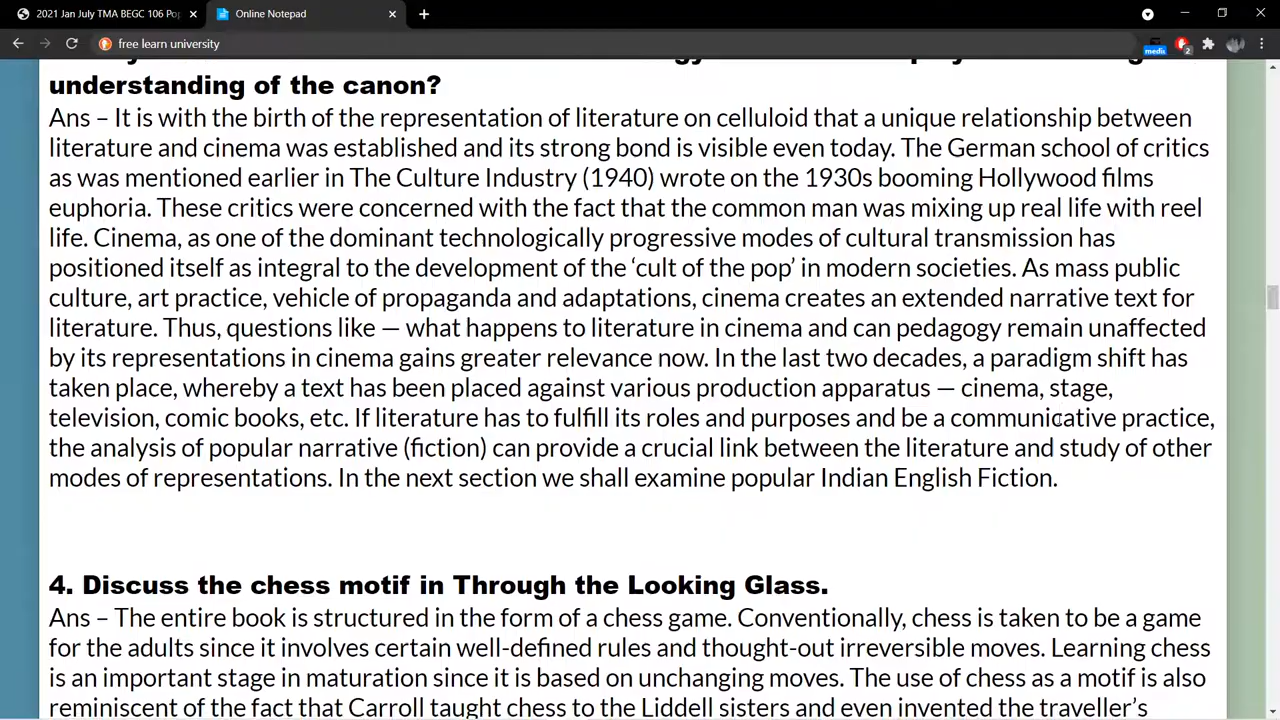 2021 Jan July TMA BEGC 106 Pop
Online Notepad
free learn university
medis
2
understanding of the canon?
Ans – It is with the birth of the representation of literature on celluloid that a unique relationship between
literature and cinema was established and its strong bond is visible even today. The German school of critics
as was mentioned earlier in The Culture Industry (1940) wrote on the 1930s booming Hollywood films
euphoria. These critics were concerned with the fact that the common man was mixing up real life with reel
life. Cinema, as one of the dominant technologically progressive modes of cultural transmission has
positioned itself as integral to the development of the ‘cult of the pop’ in modern societies. As mass public
culture, art practice, vehicle of propaganda and adaptations, cinema creates an extended narrative text for
literature. Thus, questions like — what happens to literature in cinema and can pedagogy remain unaffected
by its representations in cinema gains greater relevance now. In the last two decades, a paradigm shift has
taken place, whereby a text has been placed against various production apparatus — cinema, stage,
television, comic books, etc. If literature has to fulfill its roles and purposes and be a communicative practice,
the analysis of popular narrative (fiction) can provide a crucial link between the literature and study of other
modes of representations. In the next section we shall examine popular Indian English Fiction.
4. Discuss the chess motif in Through the Looking Glass.
Ans – The entire book is structured in the form of a chess game. Conventionally, chess is taken to be a game
for the adults since it involves certain well-defined rules and thought-out irreversible moves. Learning chess
is an important stage in maturation since it is based on unchanging moves. The use of chess as a motif is also
reminiscent of the fact that Carroll taught chess to the Liddell sisters and even invented the traveller’s